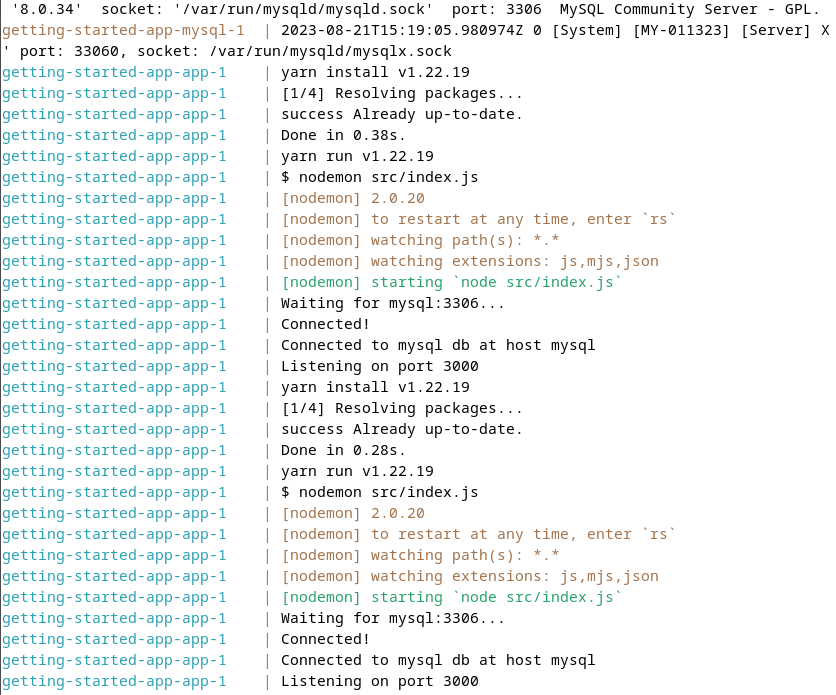 '8.0.34'  socket: '/var/run/mysqld/mysqld.sock'  port: 3306  MySQL Community Server - GPL.
getting-started-app-mysql-1  | 2023-08-21T15:19:05.980974Z 0 [System] [MY-011323] [Server] X
' port: 33060, socket: /var/run/mysqld/mysqlx.sock
getting-started-app-app-1    | yarn install v1.22.19
getting-started-app-app-1    | [1/4] Resolving packages...
getting-started-app-app-1    | success Already up-to-date.
getting-started-app-app-1    | Done in 0.38s.
getting-started-app-app-1    | yarn run v1.22.19
getting-started-app-app-1    | $ nodemon src/index.js
getting-started-app-app-1    | [nodemon] 2.0.20
getting-started-app-app-1    | [nodemon] to restart at any time, enter `rs`
getting-started-app-app-1    | [nodemon] watching path(s): *.*
getting-started-app-app-1    | [nodemon] watching extensions: js,mjs,json
getting-started-app-app-1    | [nodemon] starting `node src/index.js`
getting-started-app-app-1    | Waiting for mysql:3306...
getting-started-app-app-1    | Connected!
getting-started-app-app-1    | Connected to mysql db at host mysql
getting-started-app-app-1    | Listening on port 3000
getting-started-app-app-1    | yarn install v1.22.19
getting-started-app-app-1    | [1/4] Resolving packages...
getting-started-app-app-1    | success Already up-to-date.
getting-started-app-app-1    | Done in 0.28s.
getting-started-app-app-1    | yarn run v1.22.19
getting-started-app-app-1    | $ nodemon src/index.js
getting-started-app-app-1    | [nodemon] 2.0.20
getting-started-app-app-1    | [nodemon] to restart at any time, enter `rs`
getting-started-app-app-1    | [nodemon] watching path(s): *.*
getting-started-app-app-1    | [nodemon] watching extensions: js,mjs,json
getting-started-app-app-1    | [nodemon] starting `node src/index.js`
getting-started-app-app-1    | Waiting for mysql:3306...
getting-started-app-app-1    | Connected!
getting-started-app-app-1    | Connected to mysql db at host mysql
getting-started-app-app-1    | Listening on port 3000